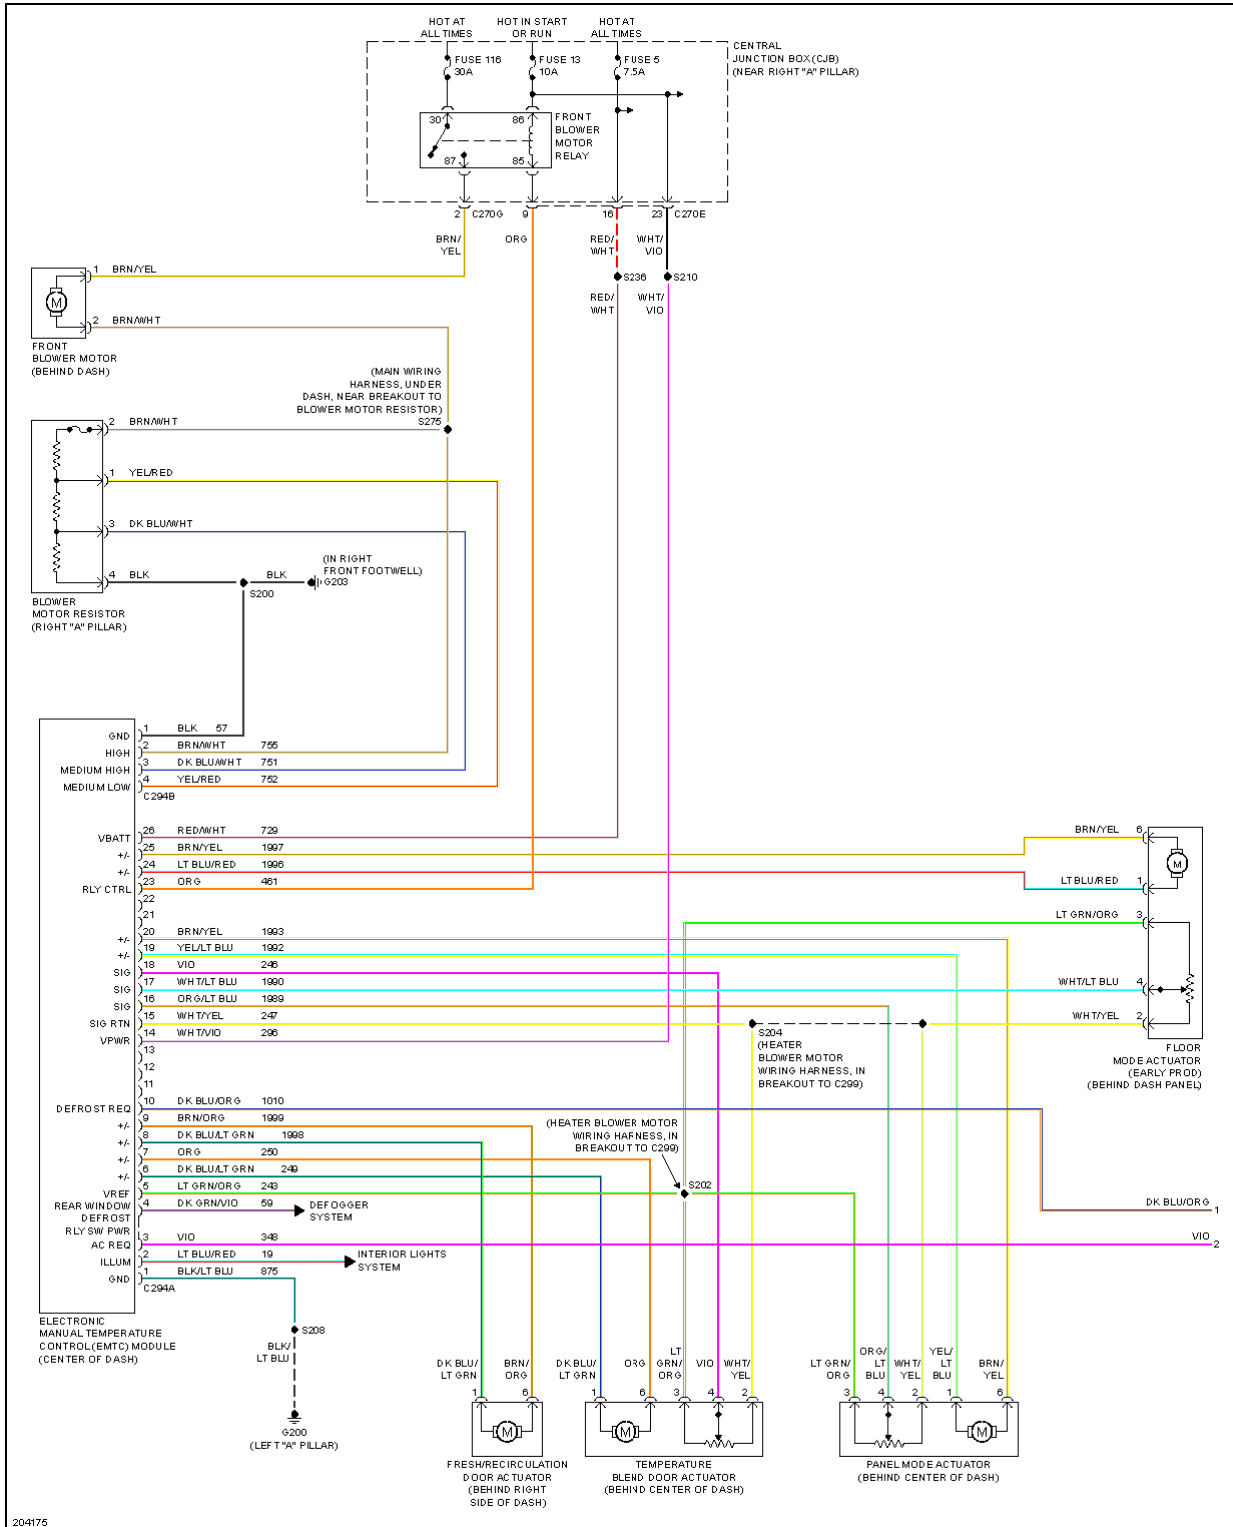 HOT AT
ALL TIMES
HOT IN START
OR RUN
HOT AT
ALL TIMES
CENTRAL
JUNCTION BOX(CJB)
(NEAR RIGHT "A" PILLAR)
FUSE 116
30A
FUSE 13
10A
FUSE 5
7.5A
30
86
87
85
FRONT
BLOWER
MOTOR
RELAY
2
C270G
9
16
23
C270E
BRN/
YEL
ORG
RED/
WHT
WHT/
VIO
S236
S210
RED/
WHT
WHT/
VIO
1
BRN/YEL
M
2
BRN/WHT
FRONT
BLOWER MOTOR
(BEHIND DASH)
(MAIN WIRING
HARNESS, UNDER
DASH, NEAR BREAKOUT TO
BLOWER MOTOR RESISTOR)
S275
2
BRN/WHT
1
YEL/RED
3
DK BLU/WHT
4
BLK
BLK
S200
(IN RIGHT
FRONT FOOTWELL)
G203
BLOWER
MOTOR RESISTOR
(RIGHT "A" PILLAR)
GND 1 BLK 57
HIGH 2 BRN/WHT 755
MEDIUM HIGH 3 DK BLU/WHT 751
MEDIUM LOW 4 YEL/RED 752
C294B
VBATT 26 RED/WHT 729
+/- 25 BRN/YEL 1997
+/- 24 LT BLU/RED 1996
RLY CTRL 23 ORG 461
22
21
+/- 20 BRN/YEL 1993
+/- 19 YEL/LT BLU 1992
SIG 18 VIO 246
SIG 17 WHT/LT BLU 1990
SIG 16 ORG/LT BLU 1989
SIG RTN 15 WHT/YEL 247
VPWR 14 WHT/VIO 296
13
12
11
DEFROST REQ 10 DK BLU/ORG 1010
+/- 9 BRN/ORG 1999
+/- 8 DK BLU/LT GRN 1998
+/- 7 ORG 250
+/- 6 DK BLU/LT GRN 249
VREF 5 LT GRN/ORG 243
REAR WINDOW 4 DK GRN/VIO 59
DEFROST
RLY SW PWR
AC REQ 3 VIO 348
ILLUM 2 LT BLU/RED 19
GND 1 BLK/LT BLU 875
C294A
DEFOGGER
SYSTEM
INTERIOR LIGHTS
SYSTEM
ELECTRONIC
MANUAL TEMPERATURE
CONTROL(EMTC) MODULE
(CENTER OF DASH)
S208
BLK/
LT BLU
G200
(LEFT "A" PILLAR)
BRN/YEL 6
M
LT BLU/RED 1
LT GRN/ORG 3
WHT/LT BLU 4
WHT/YEL 2
FLOOR
MODE ACTUATOR
(EARLY PROD)
(BEHIND DASH PANEL)
S204
(HEATER
BLOWER MOTOR
WIRING HARNESS, IN
BREAKOUT TO C299)
(HEATER BLOWER MOTOR
WIRING HAFNESS, IN
BREAKOUT TO C299)
S202
DK BLU/ORG 1
VIO 2
DK BLU/
LT GRN
BRN/
ORG
1
6
M
FRESH/RECIRCULATION
DOOR ACTUATOR
(BEHIND RIGHT
SIDE OF DASH)
DK BLU/
LT GRN
ORG
LT
GRN/
ORG
VIO
WHT/
YEL
1
6
3
4
2
M
TEMPERATURE
BLEND DOOR ACTUATOR
(BEHIND CENTER OF DASH)
LT GRN/
ORG
ORG/
LT
BLU
WHT/
YEL
YEL/
LT
BLU
BRN/
YEL
3
4
2
1
6
M
PANEL MODE ACTUATOR
(BEHIND CENTER OF DASH)
204175